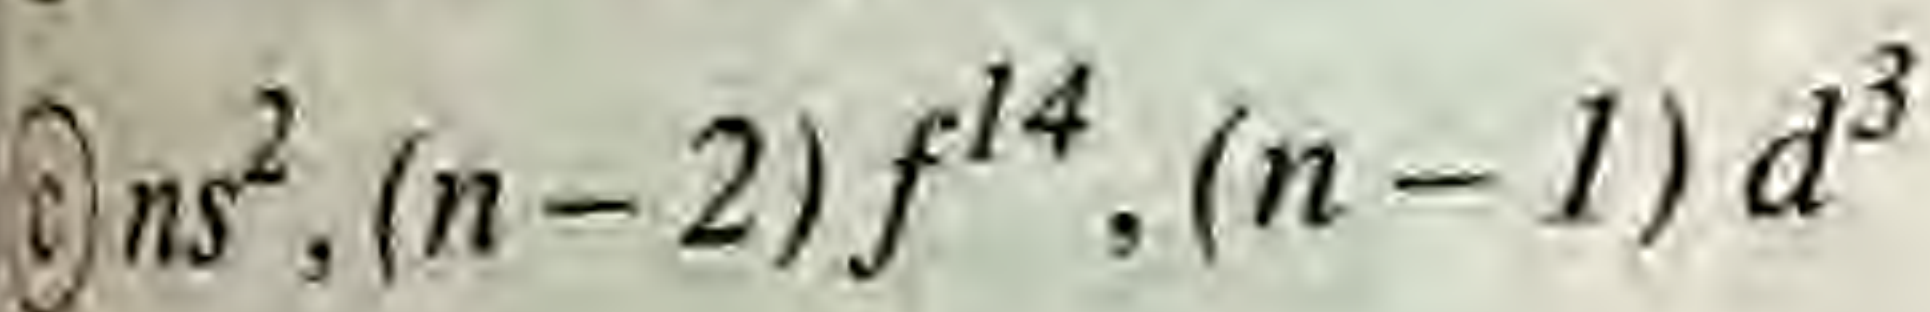 ⓒ ns², (n – 2) f¹⁴, (n – 1) d³